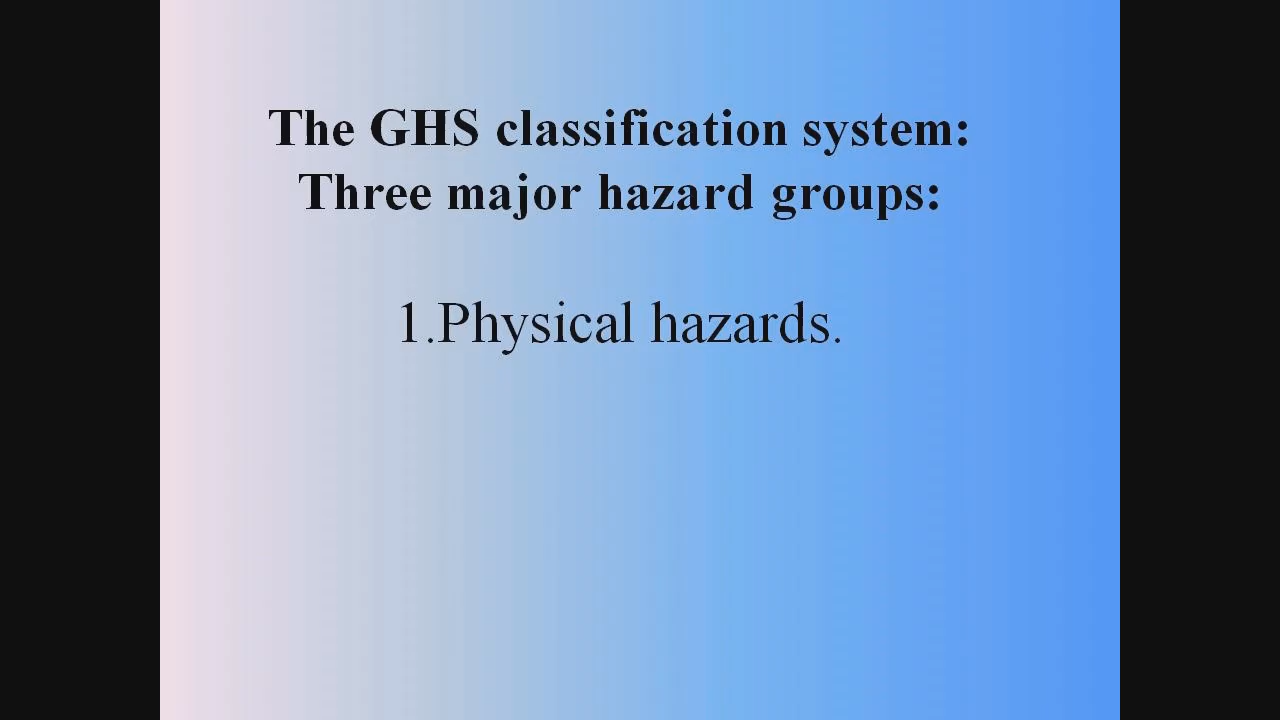 The GHS classification system:
Three major hazard groups:
1.Physical hazards.